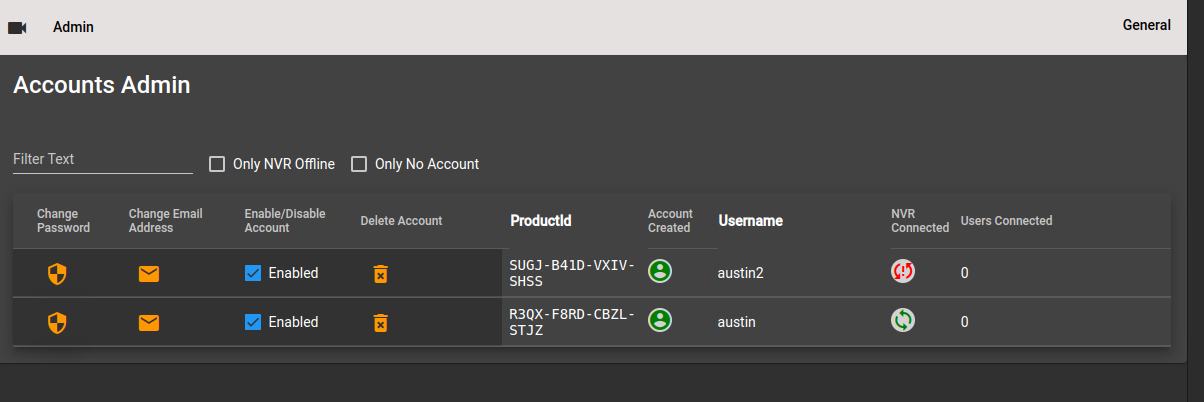 Admin
General
Accounts Admin
Filter Text
Only NVR Offline
Only No Account
Change Password
Change Email Address
Enable/Disable Account
Delete Account
ProductId
Account Created
Username
NVR Connected
Users Connected
Enabled
SUGJ-B41D-VXIV-
SHSS
austin2
0
Enabled
R3QX-F8RD-CBZL-
STJZ
austin
0